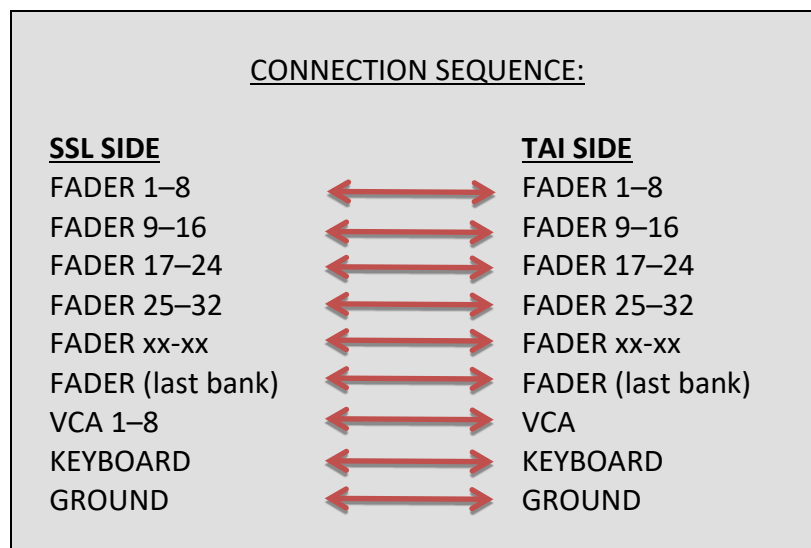 CONNECTION SEQUENCE:
SSL SIDE TAI SIDE
FADER 1–8 FADER 1–8
FADER 9–16 FADER 9–16
FADER 17–24 FADER 17–24
FADER 25–32 FADER 25–32
FADER xx-xx FADER xx-xx
FADER (last bank) FADER (last bank)
VCA 1–8 VCA
KEYBOARD KEYBOARD
GROUND GROUND